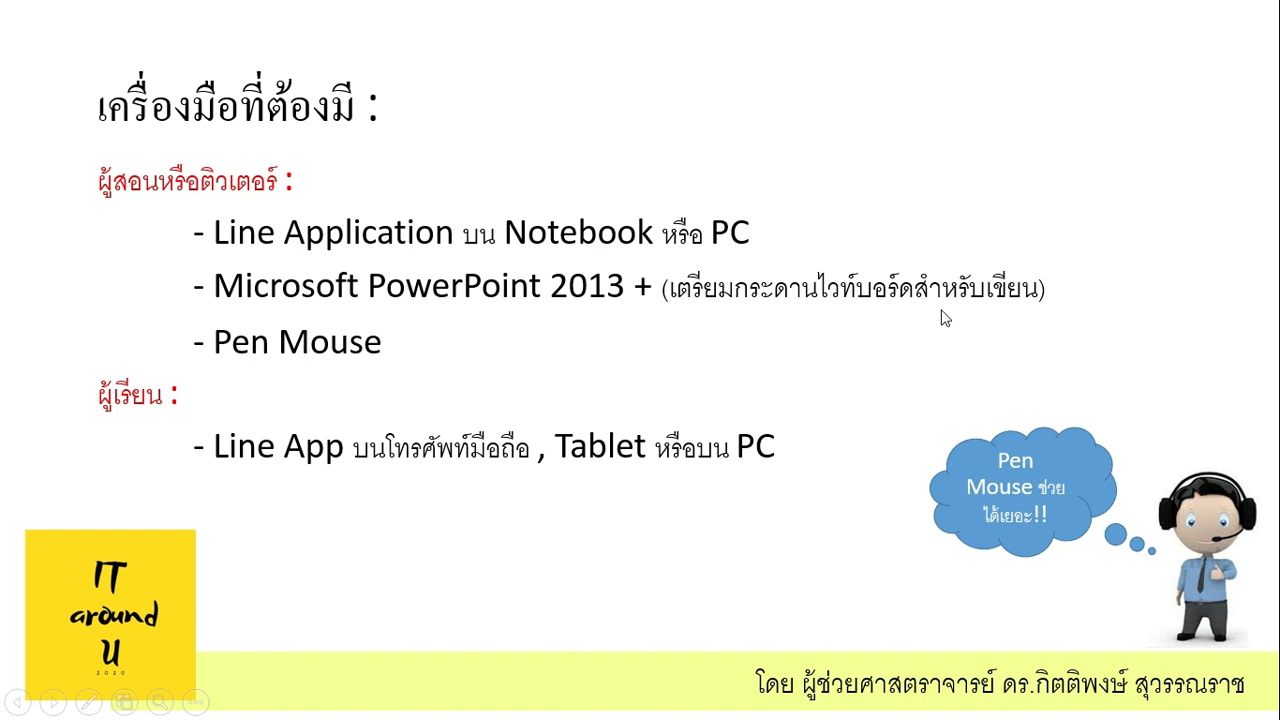 เครื่องมือที่ต้องมี :
ผู้สอนหรือติวเตอร์ :
- Line Application บน Notebook หรือ PC
- Microsoft PowerPoint 2013 + (เตรียมกระดานไวท์บอร์ดสำหรับเขียน)
- Pen Mouse
ผู้เรียน :
- Line App บนโทรศัพท์มือถือ , Tablet หรือบน PC
Pen
Mouse ช่วย
ได้เยอะ!!
IT
around
U
2020
โดย ผู้ช่วยศาสตราจารย์ ดร.กิตติพงษ์ สุวรรณราช